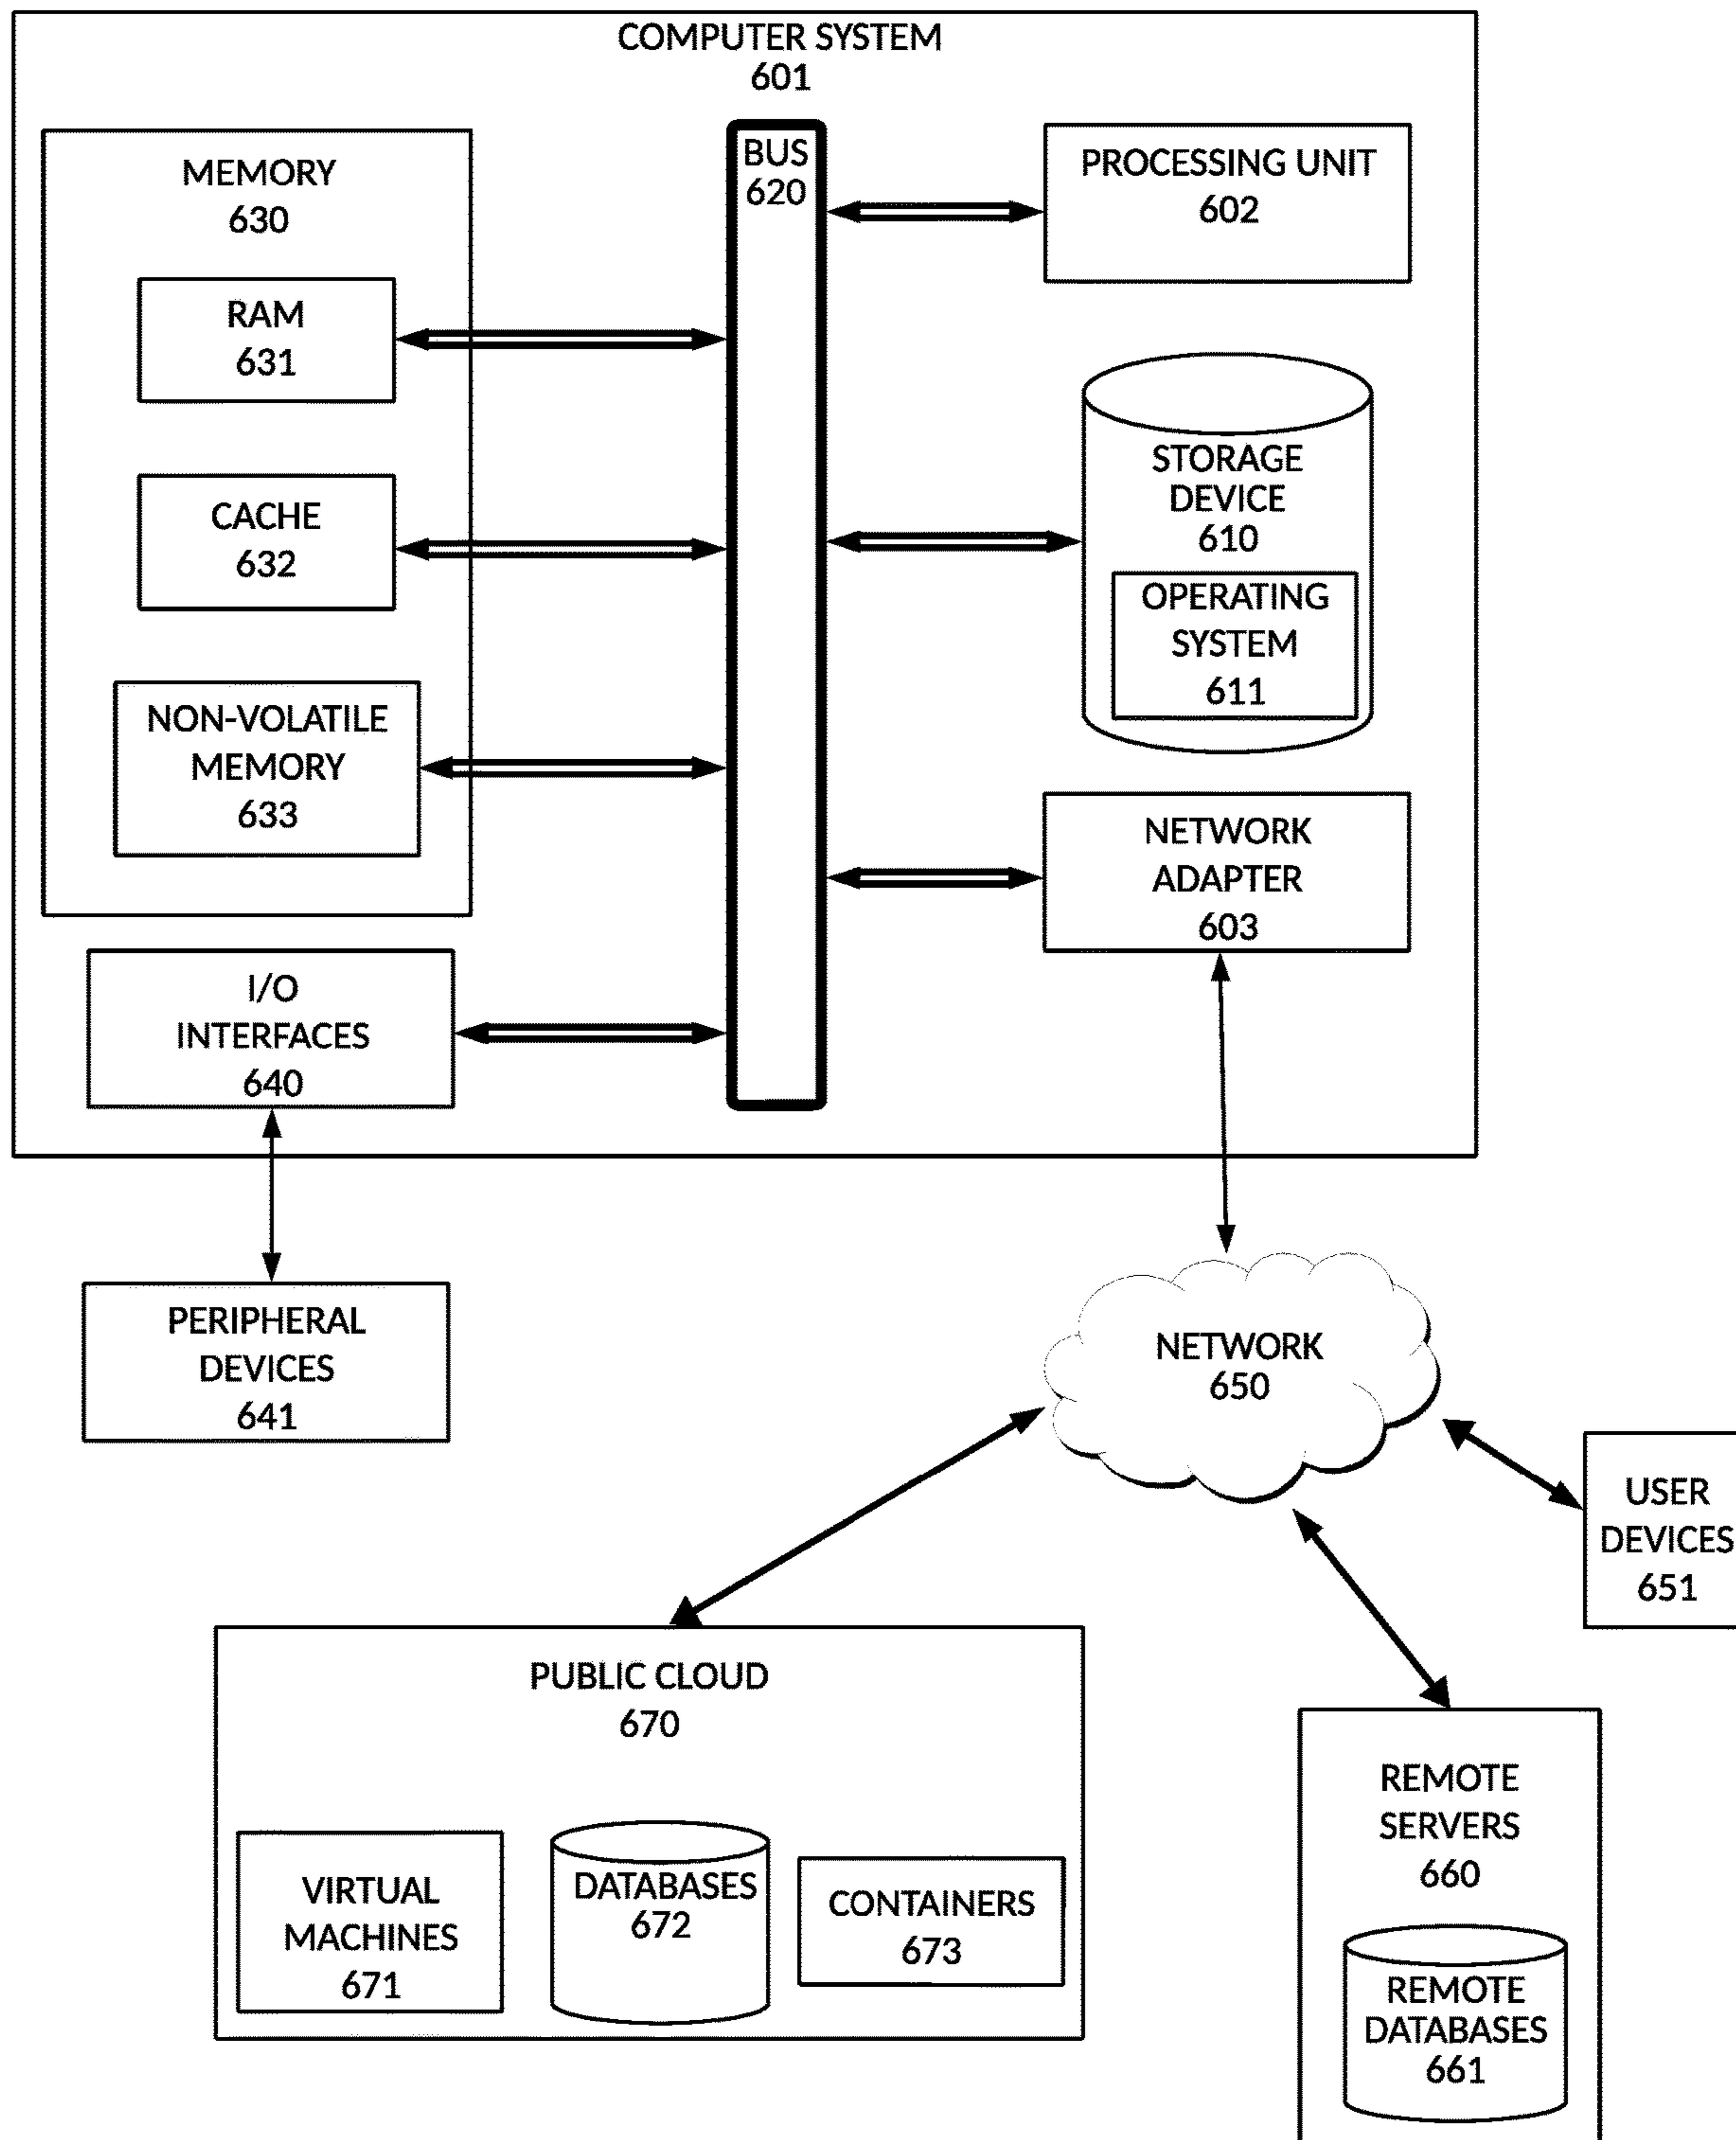 COMPUTER SYSTEM
601
MEMORY
630
RAM
631
CACHE
632
NON-VOLATILE
MEMORY
633
I/O
INTERFACES
640
BUS
620
PROCESSING UNIT
602
STORAGE
DEVICE
610
OPERATING
SYSTEM
611
NETWORK
ADAPTER
603
PERIPHERAL
DEVICES
641
NETWORK
650
USER
DEVICES
651
PUBLIC CLOUD
670
VIRTUAL
MACHINES
671
DATABASES
672
CONTAINERS
673
REMOTE
SERVERS
660
REMOTE
DATABASES
661